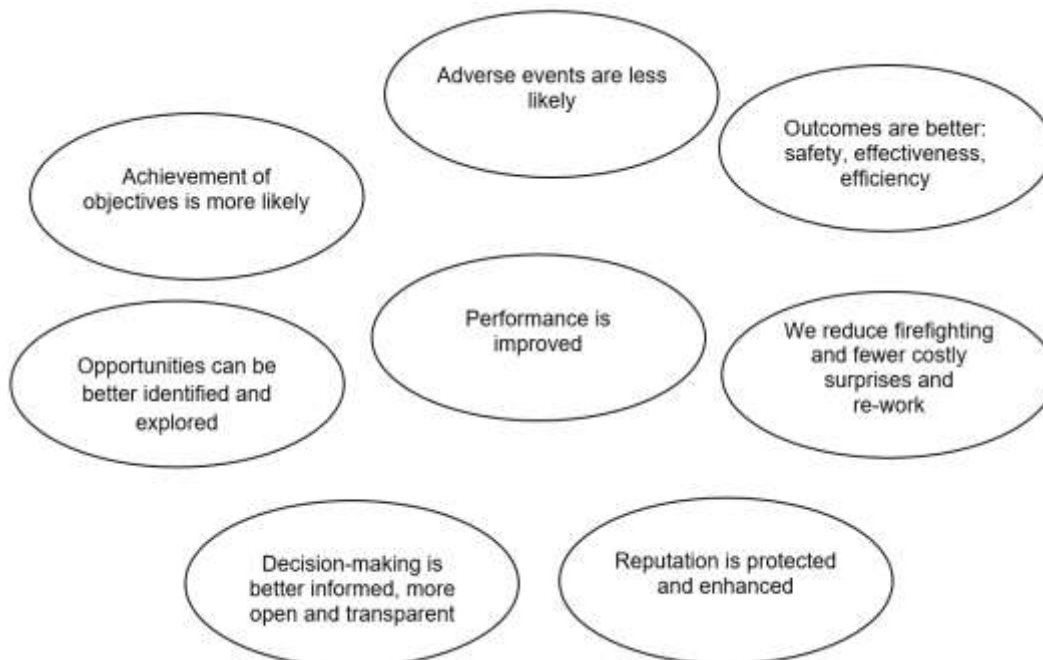 Adverse events are less
likely
Outcomes are better:
safety, effectiveness,
efficiency
Achievement of
objectives is more likely
Performance is
improved
We reduce firefighting
and fewer costly
surprises and
re-work
Opportunities can be
better identified and
explored
Decision-making is
better informed, more
open and transparent
Reputation is protected
and enhanced